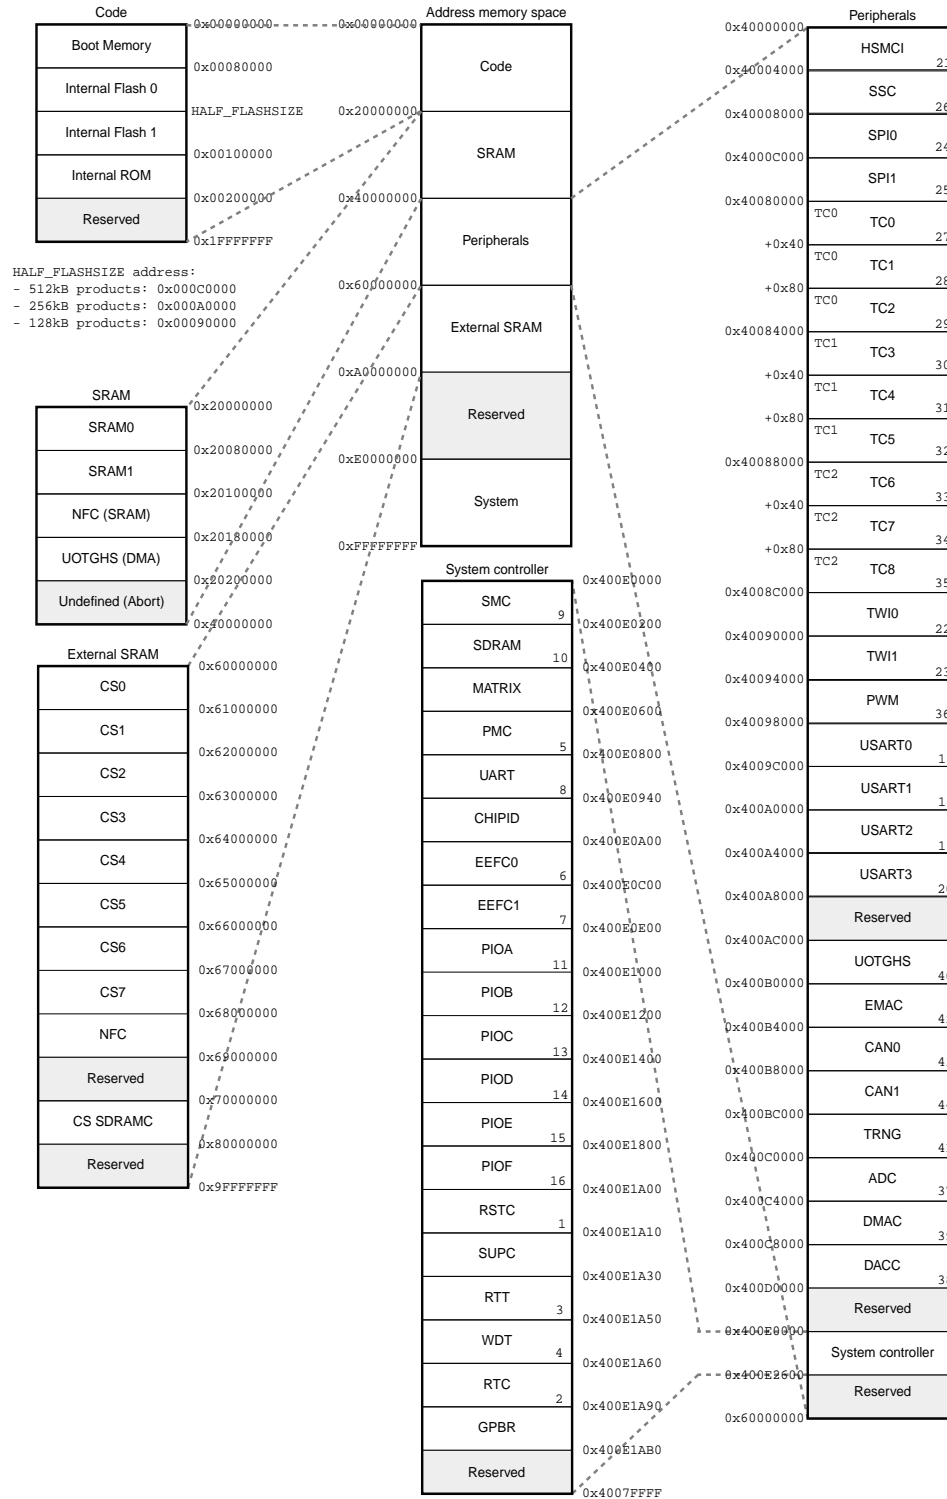 Code
0x00000000
Boot Memory
0x00080000
Internal Flash 0
HALF_FLASHSIZE
Internal Flash 1
0x00100000
Internal ROM
0x00200000
Reserved
0x1FFFFFFF
HALF_FLASHSIZE address:
- 512kB products: 0x000C0000
- 256kB products: 0x000A0000
- 128kB products: 0x00090000
SRAM
0x20000000
SRAM0
0x20080000
SRAM1
0x20100000
NFC (SRAM)
0x20180000
UOTGHS (DMA)
0x20200000
Undefined (Abort)
0x40000000
External SRAM
0x60000000
CS0
0x61000000
CS1
0x62000000
CS2
0x63000000
CS3
0x64000000
CS4
0x65000000
CS5
0x66000000
CS6
0x67000000
CS7
0x68000000
NFC
0x69000000
Reserved
0x70000000
CS SDRAMC
0x80000000
Reserved
0x9FFFFFFF
Address memory space
0x00000000
Code
0x20000000
SRAM
0x40000000
Peripherals
0x60000000
External SRAM
0xA0000000
Reserved
0xE0000000
System
0xFFFFFFFF
System controller
0x400E0000
SMC 9
0x400E0200
SDRAM 10
0x400E0400
MATRIX
0x400E0600
PMC 5
0x400E0800
UART 8
0x400E0940
CHIPID
0x400E0A00
EEFC0 6
0x400E0C00
EEFC1 7
0x400E0E00
PIOA 11
0x400E1000
PIOB 12
0x400E1200
PIOC 13
0x400E1400
PIOD 14
0x400E1600
PIOE 15
0x400E1800
PIOF 16
0x400E1A00
RSTC 1
0x400E1A10
SUPC
0x400E1A30
RTT 3
0x400E1A50
WDT 4
0x400E1A60
RTC 2
0x400E1A90
GPBR
0x400E1AB0
Reserved
0x4007FFFF
Peripherals
0x40000000
HSMCI
0x40004000
SSC
0x40008000
SPI0
0x4000C000
SPI1
0x40080000
TC0 TC0
+0x40
TC0 TC1
+0x80
TC0 TC2
0x40084000
TC1 TC3
+0x40
TC1 TC4
+0x80
TC1 TC5
0x40088000
TC2 TC6
+0x40
TC2 TC7
+0x80
TC2 TC8
0x4008C000
TWI0
0x40090000
TWI1
0x40094000
PWM
0x40098000
USART0
0x4009C000
USART1
0x400A0000
USART2
0x400A4000
USART3
0x400A8000
Reserved
0x400AC000
UOTGHS
0x400B0000
EMAC
0x400B4000
CAN0
0x400B8000
CAN1
0x400BC000
TRNG
0x400C0000
ADC
0x400C4000
DMAC
0x400C8000
DACC
0x400D0000
Reserved
0x400E0000
System controller
0x400E2600
Reserved
0x60000000